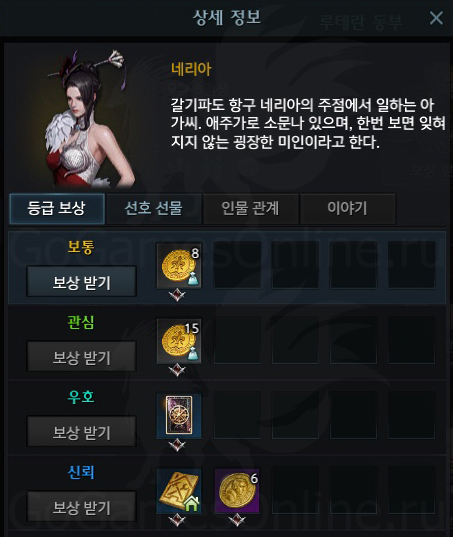 상세 정보
루테란 동부
네리아
갈기파도 항구 네리아의 주점에서 일하는 아
가씨. 애주가로 소문나 있으며, 한번 보면 잊혀
지지 않는 굉장한 미인이라고 한다.
등급 보상 선호 선물 인물 관계 이야기
보통
8
보상 받기
관심
15
보상 받기
우호
보상 받기
신뢰
6
보상 받기
GoGamesOnline.ru
GoGamesOnline.ru